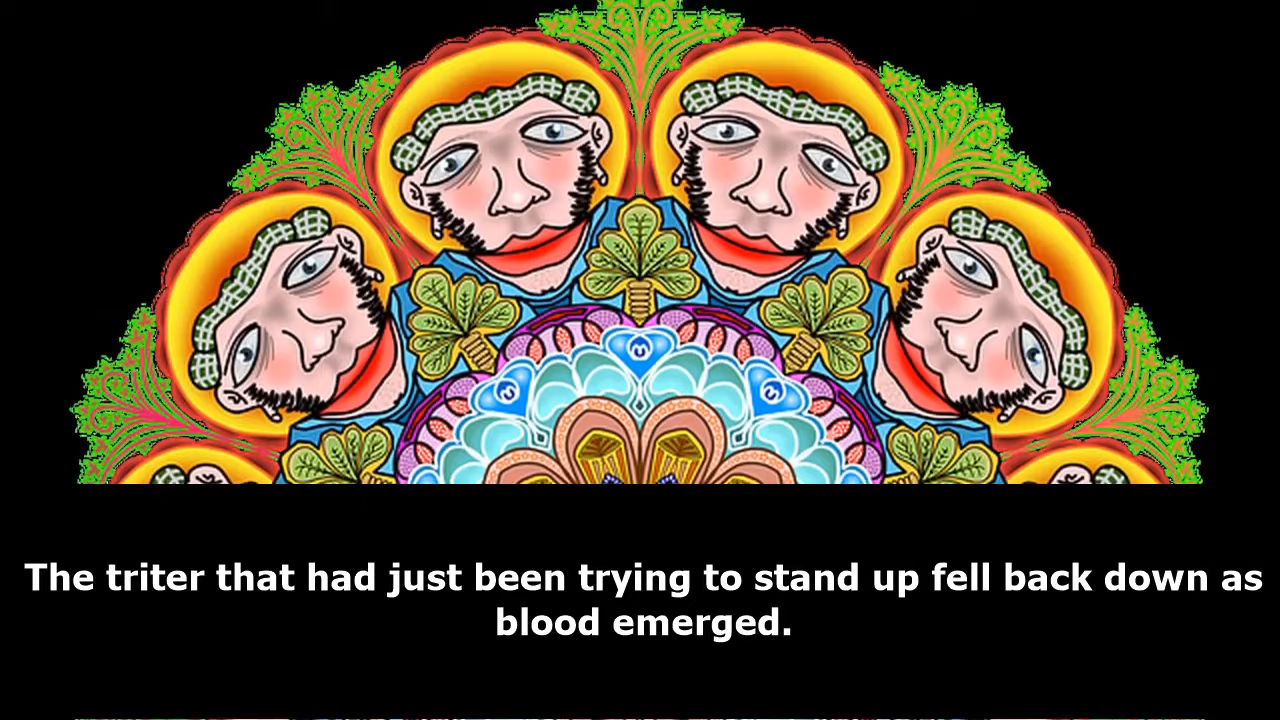 The triter that had just been trying to stand up fell back down as
blood emerged.